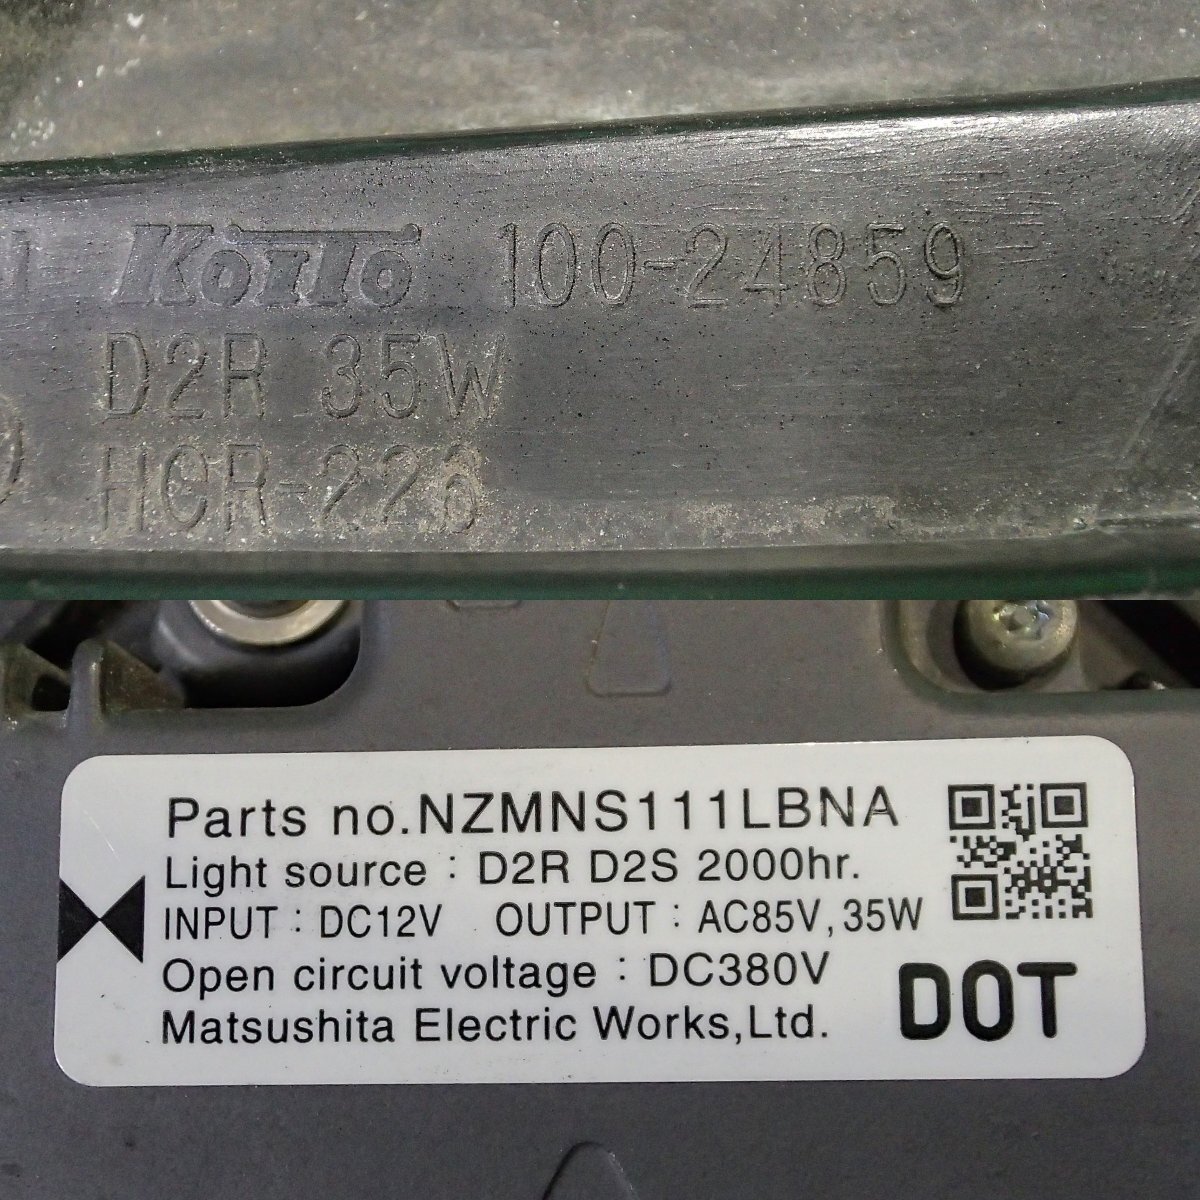 KoiTo 100-24859
D2R 35W
HCR-226
Parts no.NZMNS111LBNA
Light source : D2R D2S 2000hr.
INPUT : DC12V OUTPUT : AC85V,35W
Open circuit voltage : DC380V
Matsushita Electric Works,Ltd.
DOT